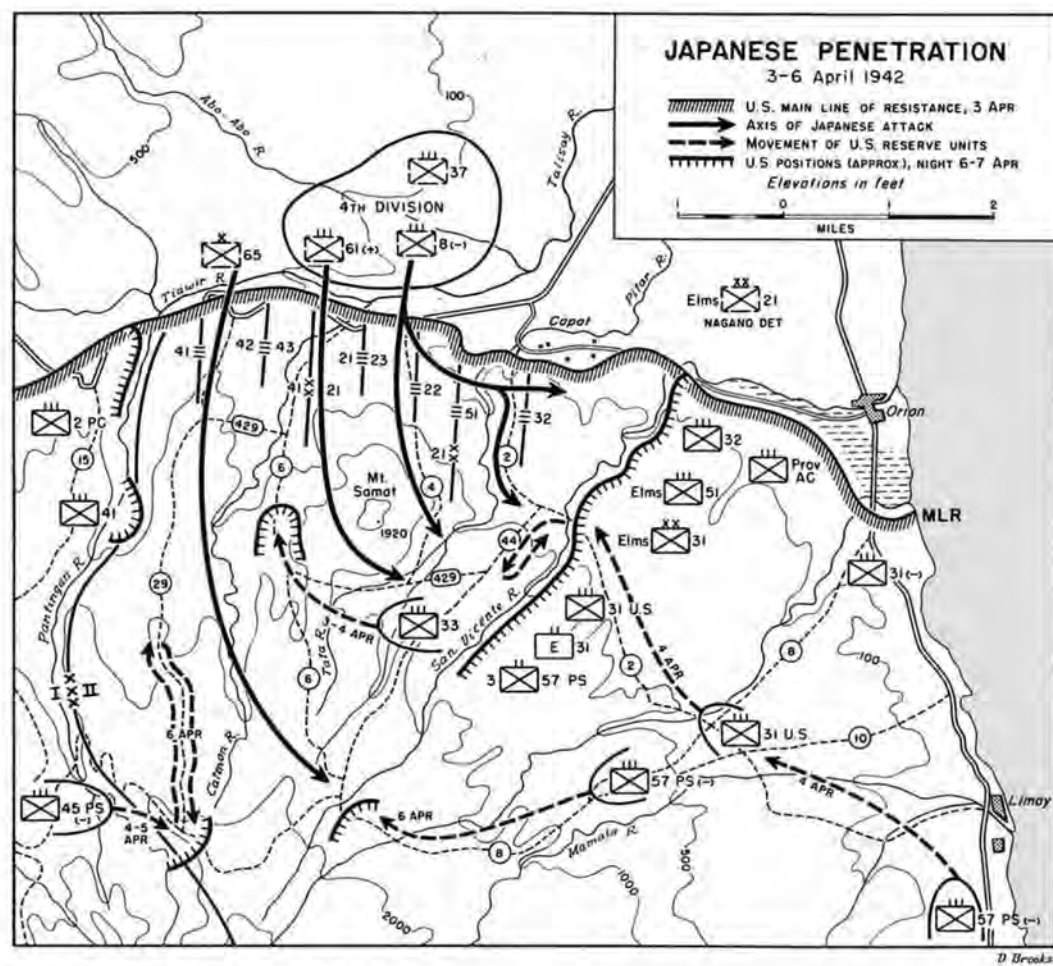 JAPANESE PENETRATION
3-6 April 1942
U.S. MAIN LINE OF RESISTANCE, 3 APR
AXIS OF JAPANESE ATTACK
MOVEMENT OF U.S. RESERVE UNITS
U.S. POSITIONS (APPROX.), NIGHT 6-7 APR
Elevations in feet
1 0 1 2
MILES
Abo-Abo R.
100
500
Talisay R.
37
4TH DIVISION
65
61(+)
8(-)
Tiawir R.
Pilar R.
Capot
Elms 21
NAGANO DET
Orion
41
42
43
21
23
41
21
22
51
21
32
2 PC
15
429
6
Mt.
Samat
1920
4
2
32
Prov
AC
Elms 51
Elms 31
MLR
41
Pantingan R.
29
44
429
33
3-4 APR
Tara R.
San Vicente R.
31 U.S.
E 31
3 57 PS
31(-)
8
100
2
4 APR
I
II
6 APR
6
Catmon R.
31 U.S.
10
45 PS
(-)
4-5
APR
6 APR
57 PS(-)
4 APR
Limay
8
Mamala R.
500
1000
2000
57 PS(-)
D Brooks